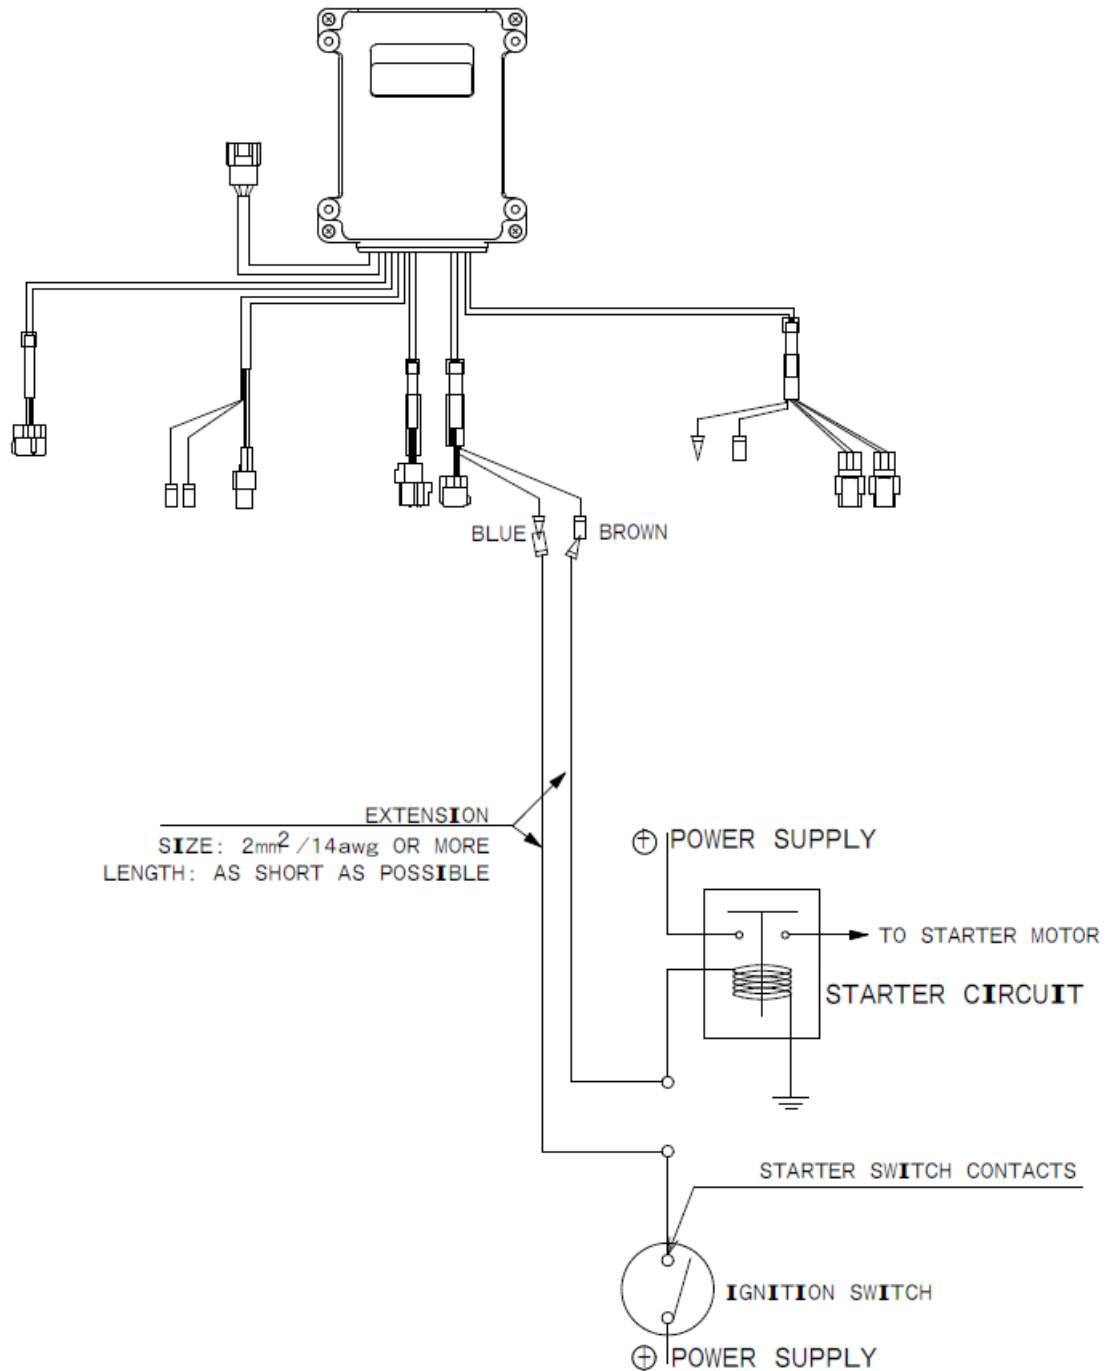 BLUE
BROWN
EXTENSION
SIZE: 2mm² /14awg OR MORE
LENGTH: AS SHORT AS POSSIBLE
⊕ POWER SUPPLY
TO STARTER MOTOR
STARTER CIRCUIT
STARTER SWITCH CONTACTS
IGNITION SWITCH
⊕ POWER SUPPLY